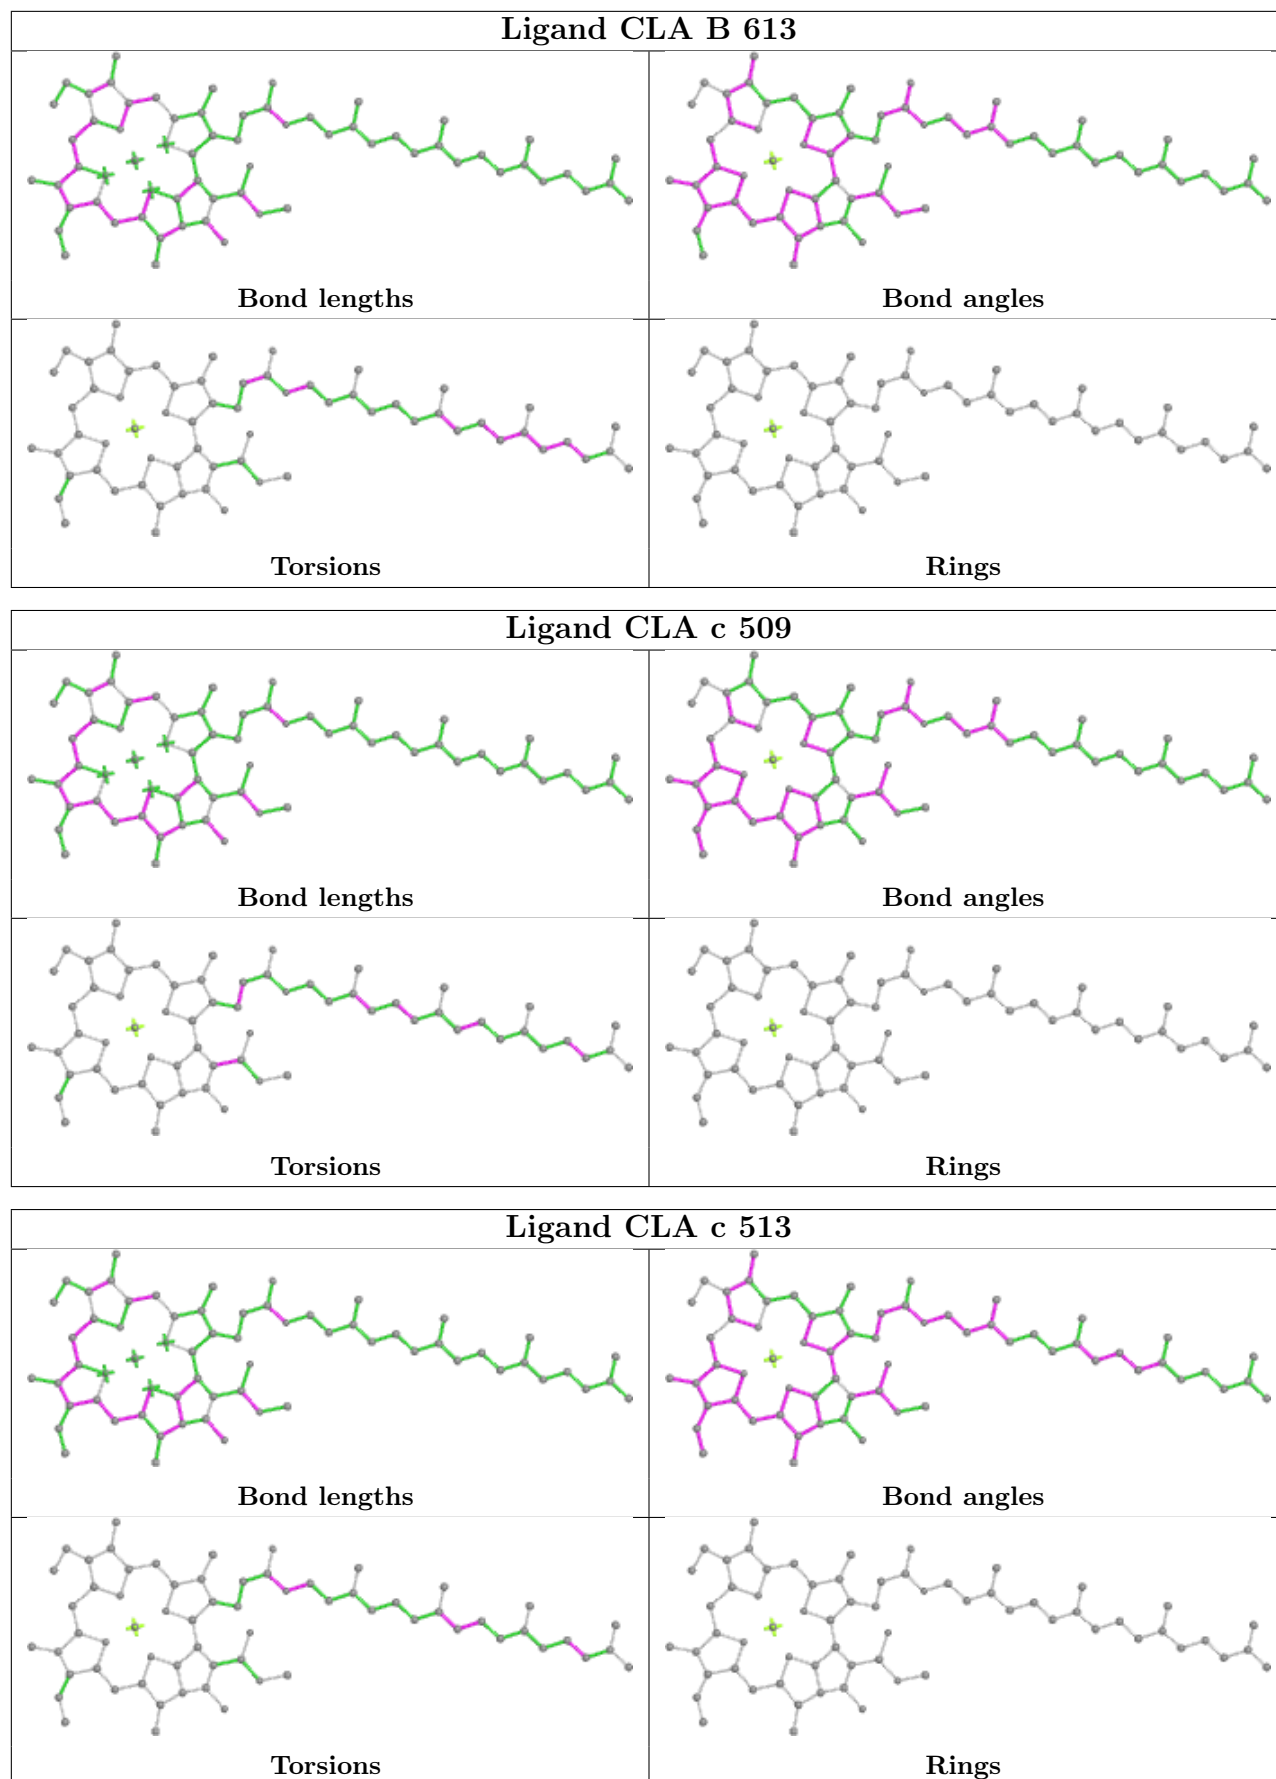 Ligand CLA B 613
Bond lengths
Bond angles
Torsions
Rings
Ligand CLA c 509
Bond lengths
Bond angles
Torsions
Rings
Ligand CLA c 513
Bond lengths
Bond angles
Torsions
Rings